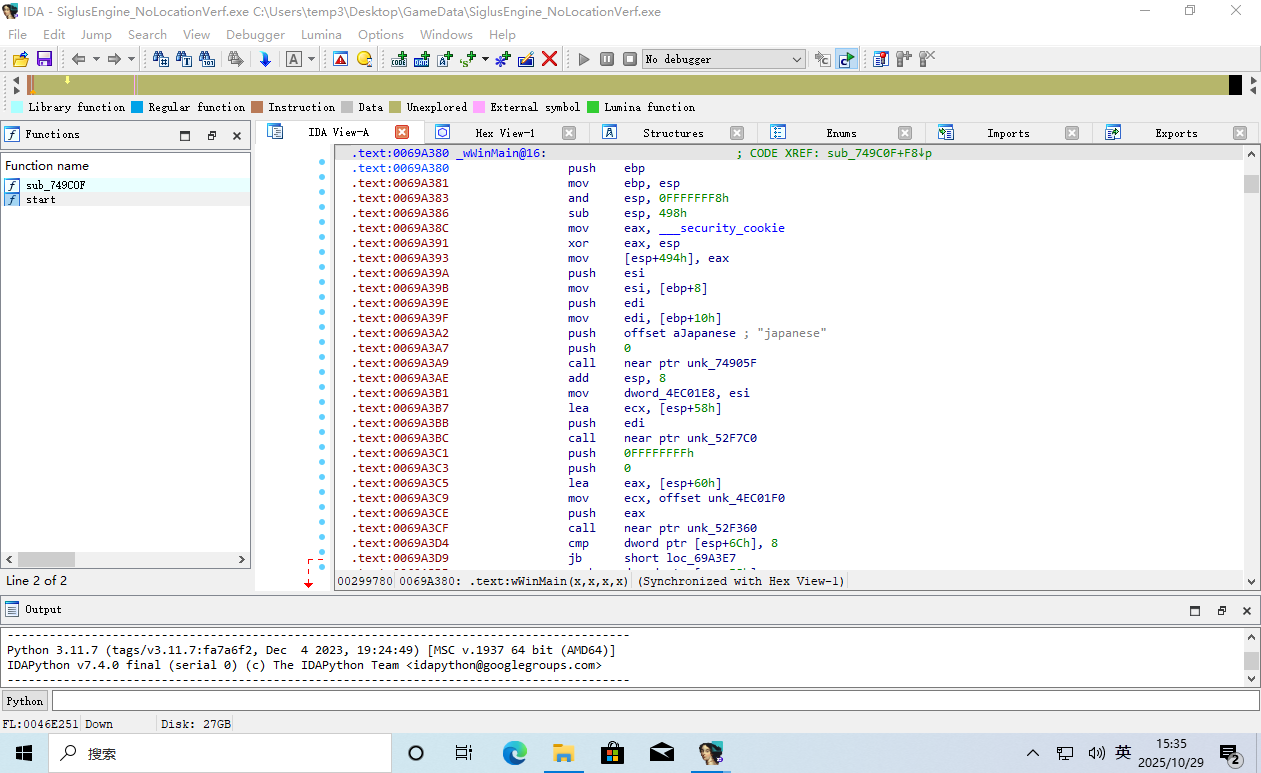 IDA - SiglusEngine_NoLocationVerf.exe C:\Users\temp3\Desktop\GameData\SiglusEngine_NoLocationVerf.exe
File Edit Jump Search View Debugger Lumina Options Windows Help
No debugger
Library function Regular function Instruction Data Unexplored External symbol Lumina function
Functions
IDA View-A Hex View-1 Structures Enums Imports Exports
Function name
sub_749C0F
start
Line 2 of 2
.text:0069A380 _wWinMain@16: ; CODE XREF: sub_749C0F+F8↓p
.text:0069A380 push ebp
.text:0069A381 mov ebp, esp
.text:0069A383 and esp, 0FFFFFFF8h
.text:0069A386 sub esp, 498h
.text:0069A38C mov eax, ___security_cookie
.text:0069A391 xor eax, esp
.text:0069A393 mov [esp+494h], eax
.text:0069A39A push esi
.text:0069A39B mov esi, [ebp+8]
.text:0069A39E push edi
.text:0069A39F mov edi, [ebp+10h]
.text:0069A3A2 push offset aJapanese ; "japanese"
.text:0069A3A7 push 0
.text:0069A3A9 call near ptr unk_74905F
.text:0069A3AE add esp, 8
.text:0069A3B1 mov dword_4EC01E8, esi
.text:0069A3B7 lea ecx, [esp+58h]
.text:0069A3BB push edi
.text:0069A3BC call near ptr unk_52F7C0
.text:0069A3C1 push 0FFFFFFFFh
.text:0069A3C3 push 0
.text:0069A3C5 lea eax, [esp+60h]
.text:0069A3C9 mov ecx, offset unk_4EC01F0
.text:0069A3CE push eax
.text:0069A3CF call near ptr unk_52F360
.text:0069A3D4 cmp dword ptr [esp+6Ch], 8
.text:0069A3D9 jb short loc_69A3E7
00299780 0069A380: .text:wWinMain(x,x,x,x) (Synchronized with Hex View-1)
Output
Python 3.11.7 (tags/v3.11.7:fa7a6f2, Dec 4 2023, 19:24:49) [MSC v.1937 64 bit (AMD64)]
IDAPython v7.4.0 final (serial 0) (c) The IDAPython Team <idapython@googlegroups.com>
Python
FL:0046E251 Down Disk: 27GB
搜索
英
15:35
2025/10/29
2